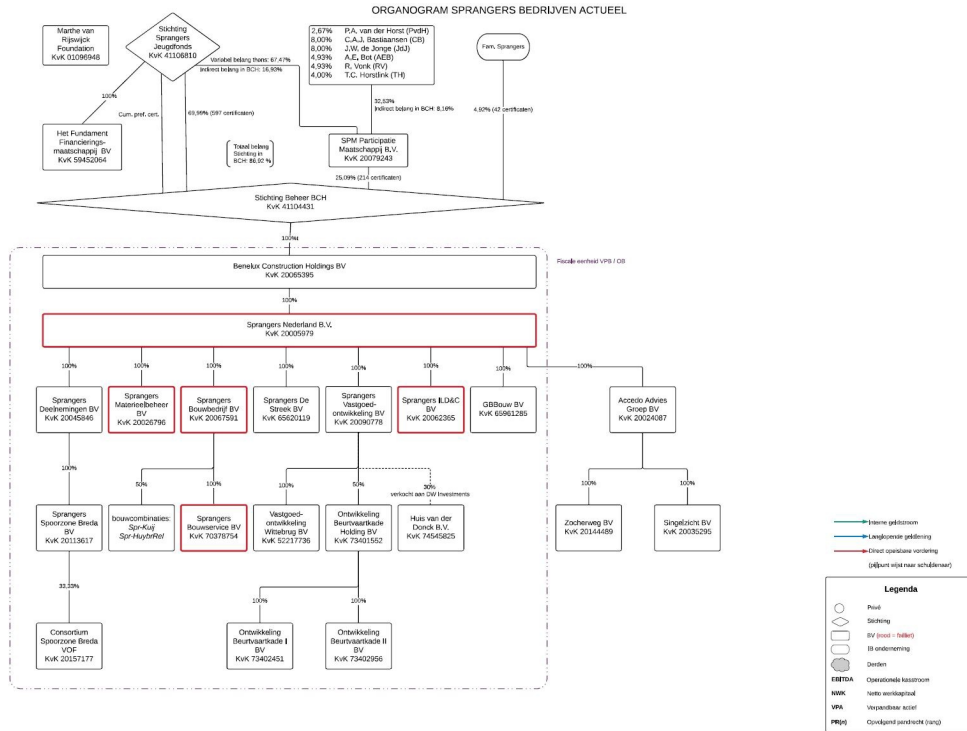 ORGANOGRAM SPRANGERS BEDRIJVEN ACTUEEL
Marthe van
Rijswijck
Foundation
KvK 01096948
Stichting
Sprangers
Jeugdfonds
KvK 41106810
2,67% P.A. van der Horst (PvdH)
8,00% C.A.J. Bastiaansen (CB)
8,00% J.W. de Jonge (JdJ)
4,93% A.E. Bot (AEB)
4,93% R. Vonk (RV)
4,00% T.C. Horstink (TH)
Fam. Sprangers
Variabel belang thans: 67,47%
Indirect belang in BCH: 16,93%
100%
Cum. pref. cert.
69,99% (597 certificaten)
32,53%
Indirect belang in BCH: 8,16%
4,92% (42 certificaten)
Het Fundament
Financierings-
maatschappij BV
KvK 59452064
Totaal belang
Stichting in
BCH: 86,92 %
SPM Participatie
Maatschappij B.V.
KvK 20079243
25,09% (214 certificaten)
Stichting Beheer BCH
KvK 41104431
100%
Benelux Construction Holdings BV
KvK 20065395
Fiscale eenheid VPB / OB
100%
Sprangers Nederland B.V.
KvK 20005979
100%
100%
100%
100%
100%
100%
100%
100%
Sprangers
Deelnemingen BV
KvK 20045846
Sprangers
Materieelbeheer
BV
KvK 20026796
Sprangers
Bouwbedrijf BV
KvK 20067591
Sprangers De
Streek BV
KvK 65620119
Sprangers
Vastgoed-
ontwikkeling BV
KvK 20090778
Sprangers ILD&C
BV
KvK 20062365
GBBouw BV
KvK 65961285
Accedo Advies
Groep BV
KvK 20024087
100%
50%
100%
100%
50%
30%
verkocht aan DW Investments
100%
100%
Sprangers
Spoorzone Breda
BV
KvK 20113617
bouwcombinaties:
Spr-Kuij
Spr-HuybrRel
Sprangers
Bouwservice BV
KvK 70378754
Vastgoed-
ontwikkeling
Wittebrug BV
KvK 52217736
Ontwikkeling
Beurtvaartkade
Holding BV
KvK 73401552
Huis van der
Donck B.V.
KvK 74545825
Zocherweg BV
KvK 20144489
Singelzicht BV
KvK 20035295
33,33%
100%
100%
Consortium
Spoorzone Breda
VOF
KvK 20157177
Ontwikkeling
Beurtvaartkade I
BV
KvK 73402451
Ontwikkeling
Beurtvaartkade II
BV
KvK 73402956
Interne geldstroom
Langlopende geldlening
Direct opeisbare vordering
(pijlpunt wijst naar schuldenaar)
Legenda
Privé
Stichting
BV (rood = failliet)
IB onderneming
Derden
EBITDA Operationele kasstroom
NWK Netto werkkapitaal
VPA Verpandbaar actief
PR(n) Opvolgend pandrecht (rang)